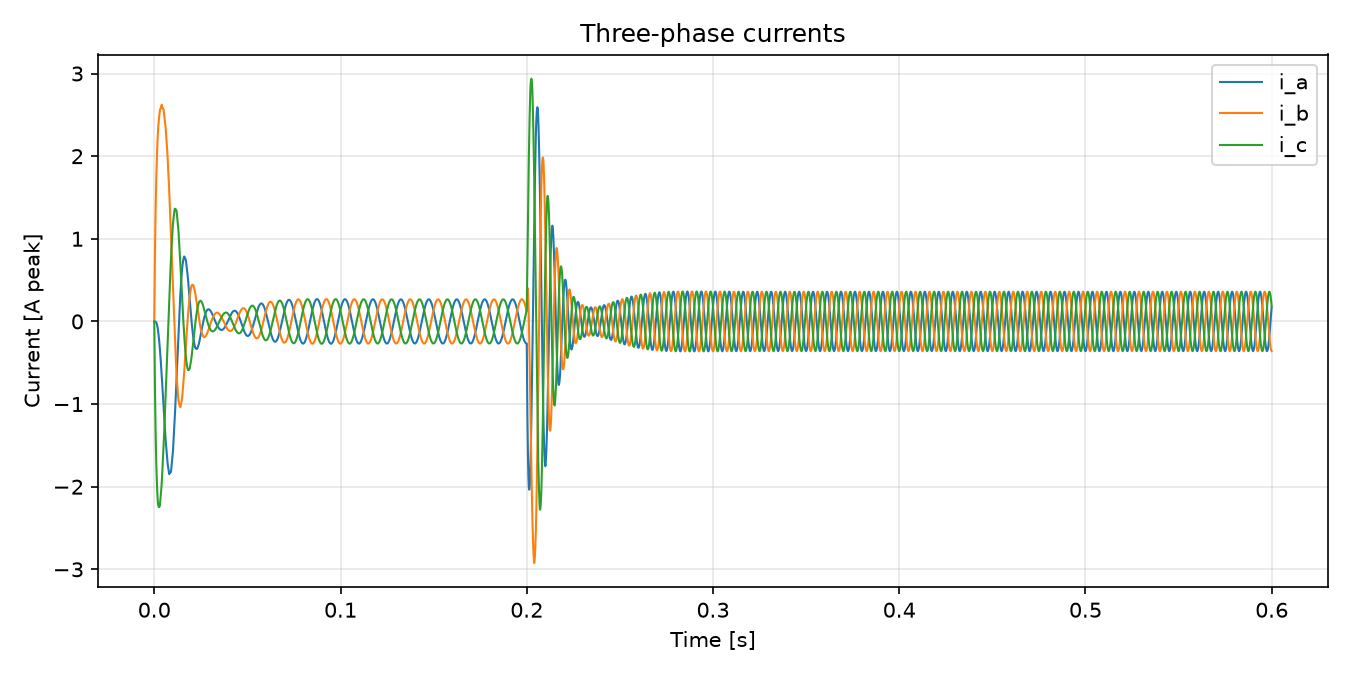 Three-phase currents
i_a
i_b
i_c
Current [A peak]
3
2
1
0
−1
−2
−3
0.0
0.1
0.2
0.3
0.4
0.5
0.6
Time [s]